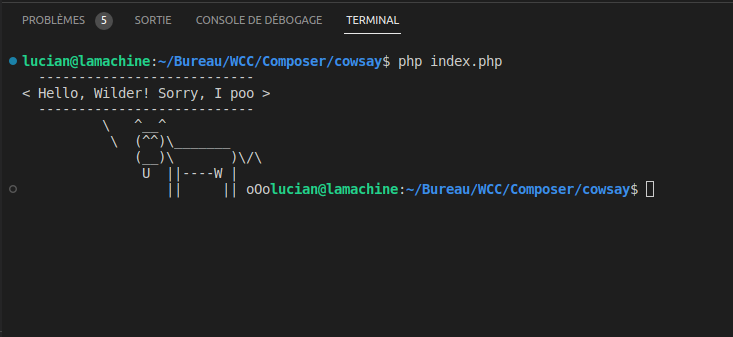 PROBLÈMES 5 SORTIE CONSOLE DE DÉBOGAGE TERMINAL
lucian@lamachine:~/Bureau/WCC/Composer/cowsay$ php index.php
  ---------------------------
< Hello, Wilder! Sorry, I poo >
  ---------------------------
          \   ^__^
           \  (^^)\_______
              (__)\       )\/\
               U  ||----W |
                  ||     || oOolucian@lamachine:~/Bureau/WCC/Composer/cowsay$